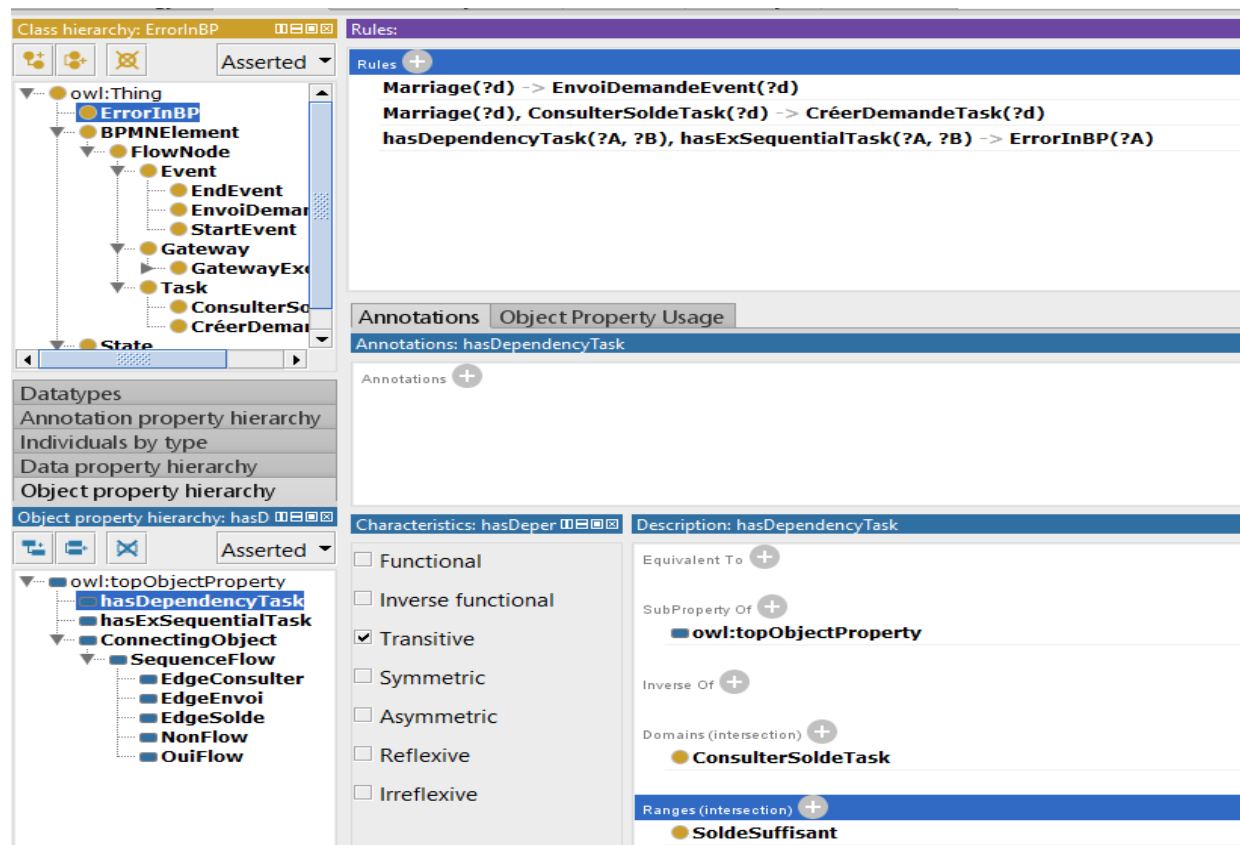 Class hierarchy: ErrorInBP
Asserted
owl:Thing
ErrorInBP
BPMNElement
FlowNode
Event
EndEvent
EnvoiDeman
StartEvent
Gateway
GatewayExc
Task
ConsulterSo
CréerDeman
State
Datatypes
Annotation property hierarchy
Individuals by type
Data property hierarchy
Object property hierarchy
Object property hierarchy: hasD
Asserted
owl:topObjectProperty
hasDependencyTask
hasExSequentialTask
ConnectingObject
SequenceFlow
EdgeConsulter
EdgeEnvoi
EdgeSolde
NonFlow
OuiFlow
Rules:
Rules
Marriage(?d) -> EnvoiDemandeEvent(?d)
Marriage(?d), ConsulterSoldeTask(?d) -> CréerDemandeTask(?d)
hasDependencyTask(?A, ?B), hasExSequentialTask(?A, ?B) -> ErrorInBP(?A)
Annotations Object Property Usage
Annotations: hasDependencyTask
Annotations
Characteristics: hasDeper
Functional
Inverse functional
Transitive
Symmetric
Asymmetric
Reflexive
Irreflexive
Description: hasDependencyTask
Equivalent To
SubProperty Of
owl:topObjectProperty
Inverse Of
Domains (intersection)
ConsulterSoldeTask
Ranges (intersection)
SoldeSuffisant